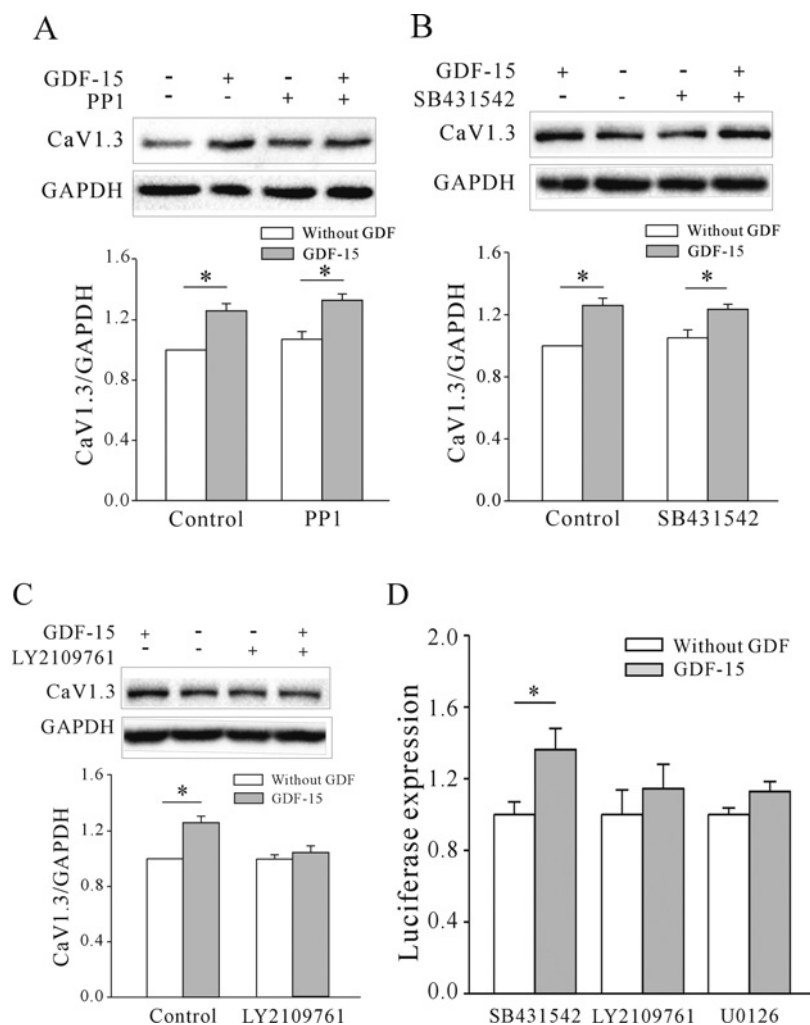 A
GDF-15 - + - +
PP1 - - + +
CaV1.3
GAPDH
Without GDF
GDF-15
CaV1.3/GAPDH
1.6
1.2
0.8
0.4
0.0
* *
Control PP1
B
GDF-15 + - - +
SB431542 - - + +
CaV1.3
GAPDH
Without GDF
GDF-15
CaV1.3/GAPDH
1.6
1.2
0.8
0.4
0.0
* *
Control SB431542
C
GDF-15 + - - +
LY2109761 - - + +
CaV1.3
GAPDH
Without GDF
GDF-15
CaV1.3/GAPDH
1.6
1.2
0.8
0.4
0.0
*
Control LY2109761
D
Without GDF
GDF-15
Luciferase expression
2.0
1.6
1.2
0.9
0.4
0.0
*
SB431542 LY2109761 U0126